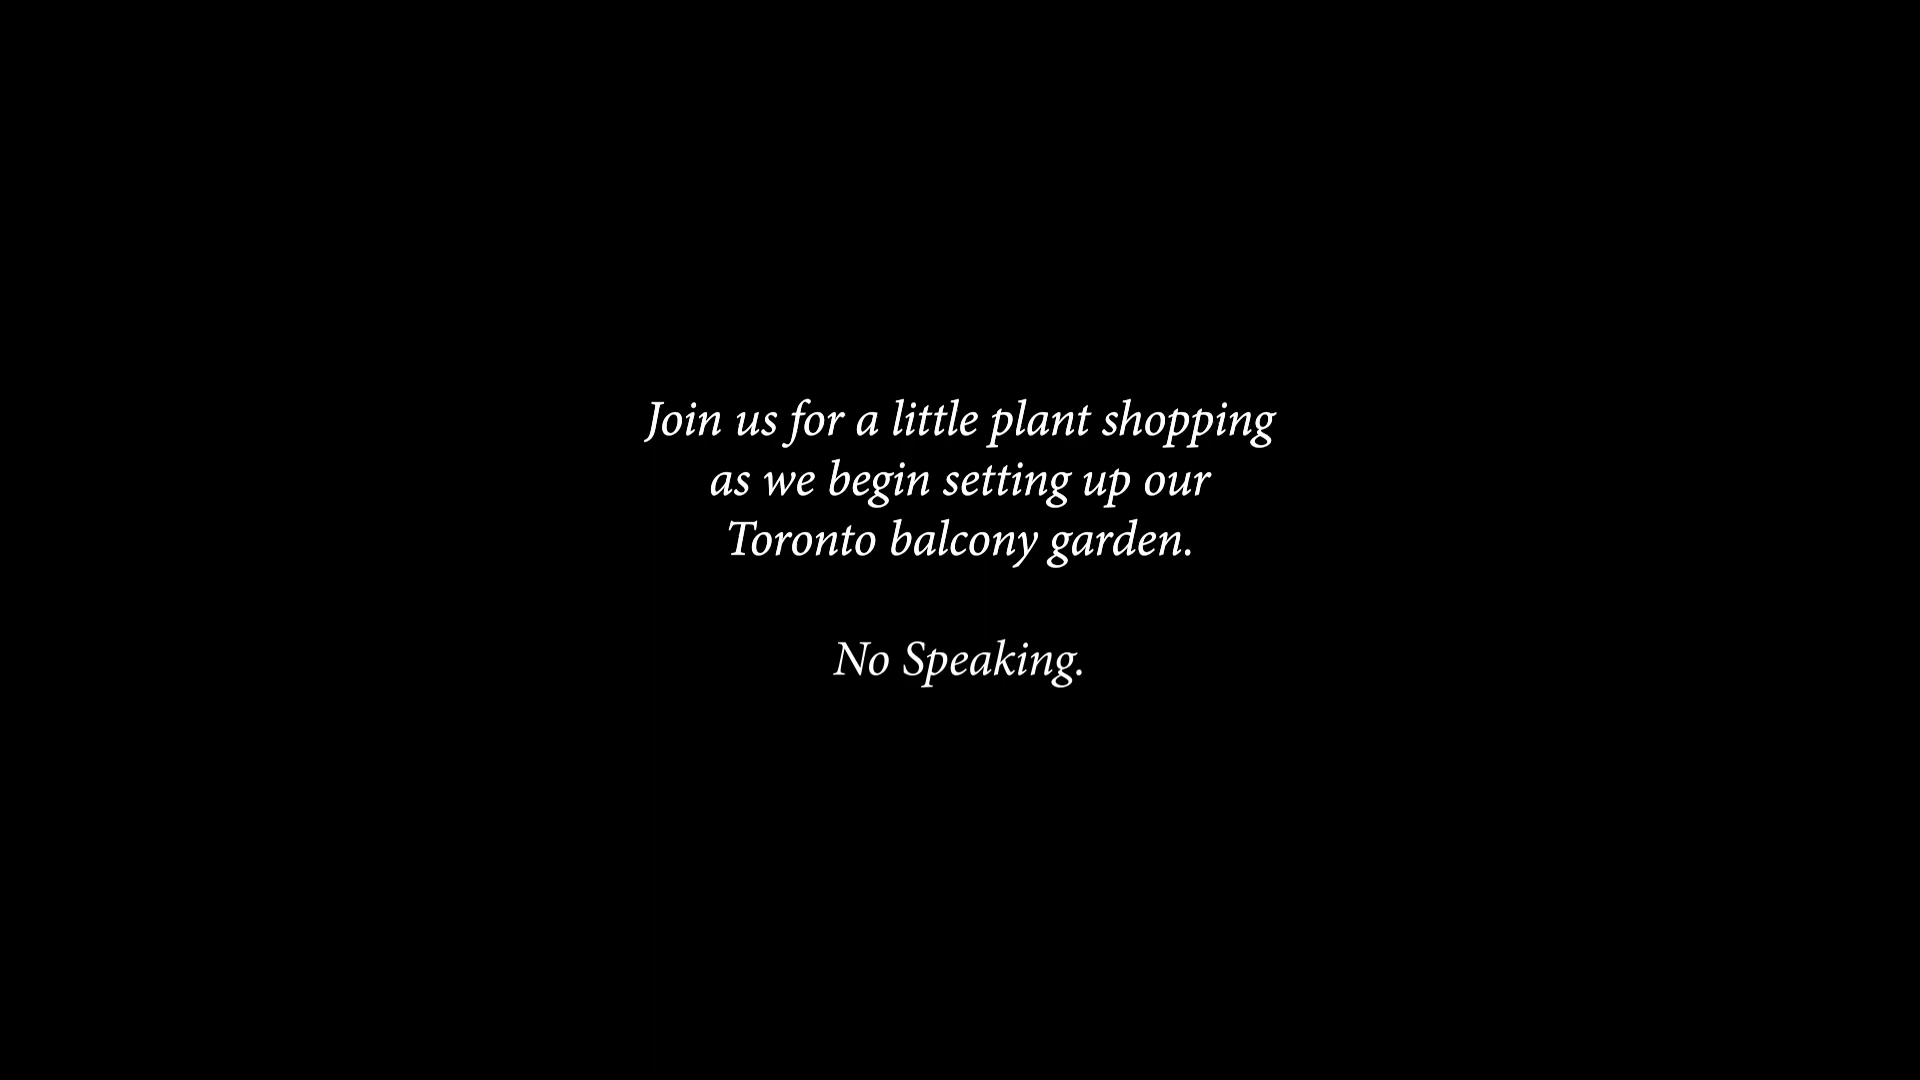 Join us for a little plant shopping
as we begin setting up our
Toronto balcony garden.
No Speaking.